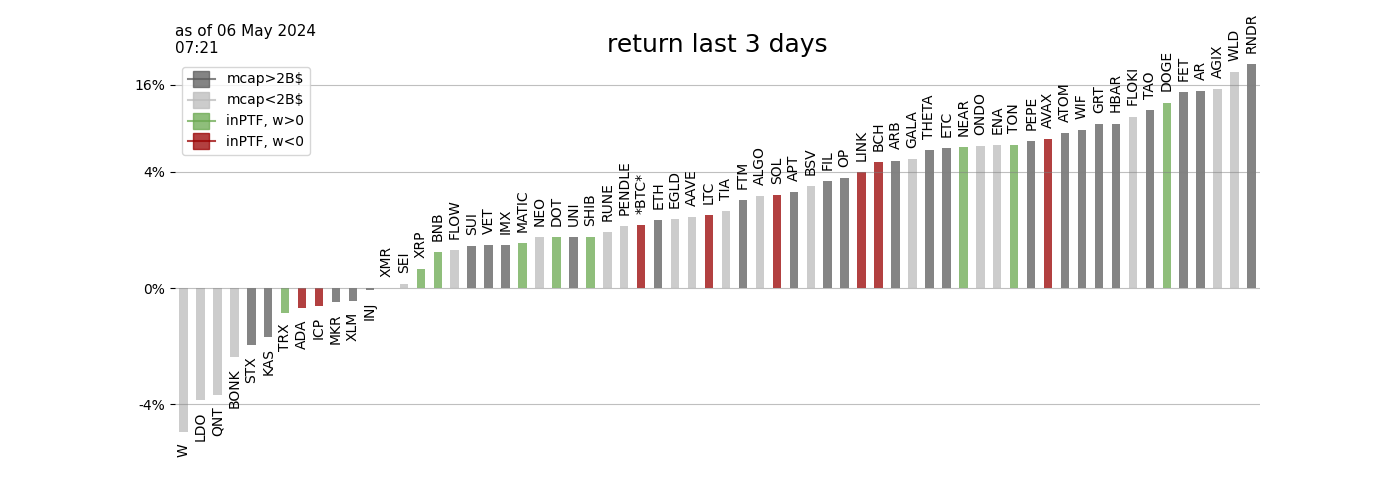 as of 06 May 2024
07:21
return last 3 days
mcap>2B$
mcap<2B$
inPTF, w>0
inPTF, w<0
16%
4%
0%
-4%
W
LDO
QNT
BONK
STX
KAS
TRX
ADA
ICP
MKR
XLM
INJ
XMR
SEI
XRP
BNB
FLOW
SUI
VET
IMX
MATIC
NEO
DOT
UNI
SHIB
RUNE
PENDLE
*BTC*
ETH
EGLD
AAVE
LTC
TIA
FTM
ALGO
SOL
APT
BSV
FIL
OP
LINK
BCH
ARB
GALA
THETA
ETC
NEAR
ONDO
ENA
TON
PEPE
AVAX
ATOM
WIF
GRT
HBAR
FLOKI
TAO
DOGE
FET
AR
AGIX
WLD
RNDR